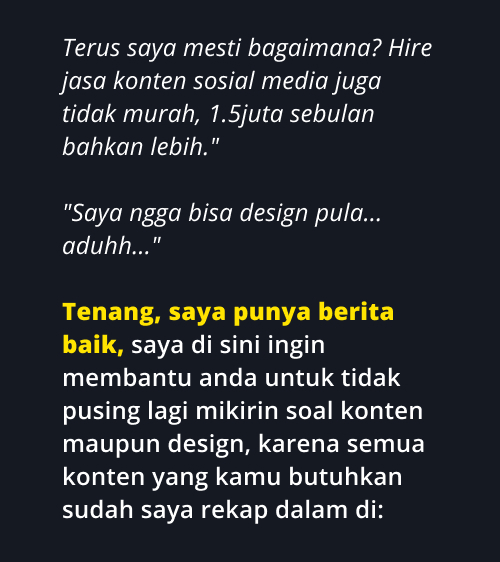 Terus saya mesti bagaimana? Hire
jasa konten sosial media juga
tidak murah, 1.5juta sebulan
bahkan lebih."
"Saya ngga bisa design pula...
aduhh..."
Tenang, saya punya berita
baik, saya di sini ingin
membantu anda untuk tidak
pusing lagi mikirin soal konten
maupun design, karena semua
konten yang kamu butuhkan
sudah saya rekap dalam di: